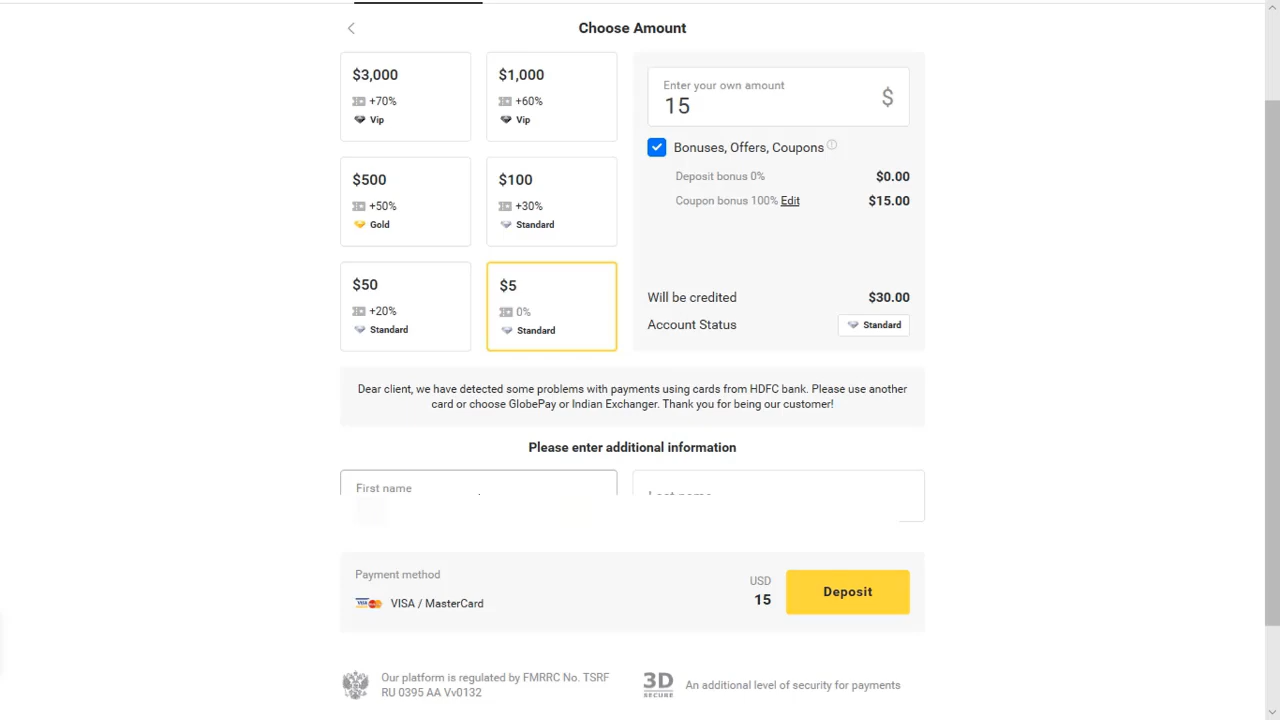 Choose Amount
$3,000
+70%
Vip
$1,000
+60%
Vip
$500
+50%
Gold
$100
+30%
Standard
$50
+20%
Standard
$5
0%
Standard
Enter your own amount
15 $
Bonuses, Offers, Coupons
Deposit bonus 0% $0.00
Coupon bonus 100% Edit $15.00
Will be credited $30.00
Account Status Standard
Dear client, we have detected some problems with payments using cards from HDFC bank. Please use another
card or choose GlobePay or Indian Exchanger. Thank you for being our customer!
Please enter additional information
First name
Last name
Payment method
VISA / MasterCard
USD
15
Deposit
Our platform is regulated by FMRRC No. TSRF
RU 0395 AA Vv0132
3D
SECURE
An additional level of security for payments